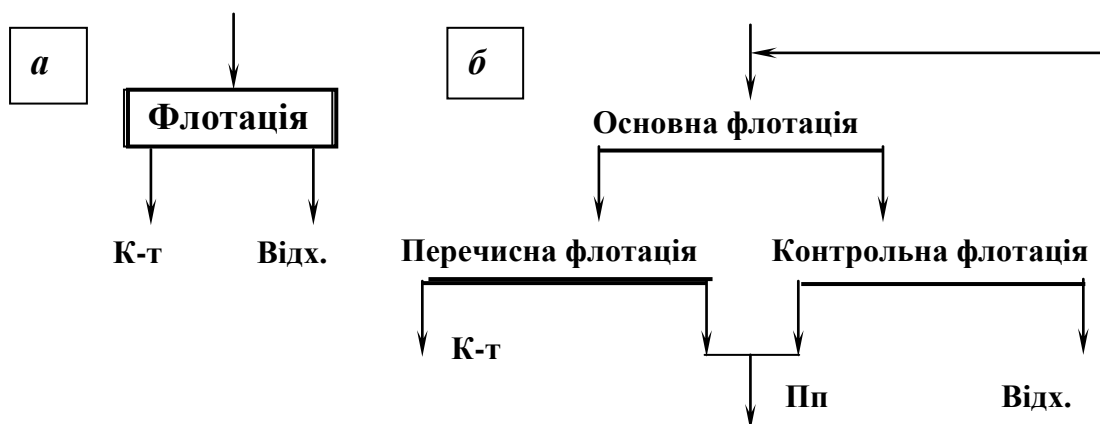 а
Флотація
К-т Відх.
б
Основна флотація
Перечисна флотація Контрольна флотація
К-т
Пп Відх.